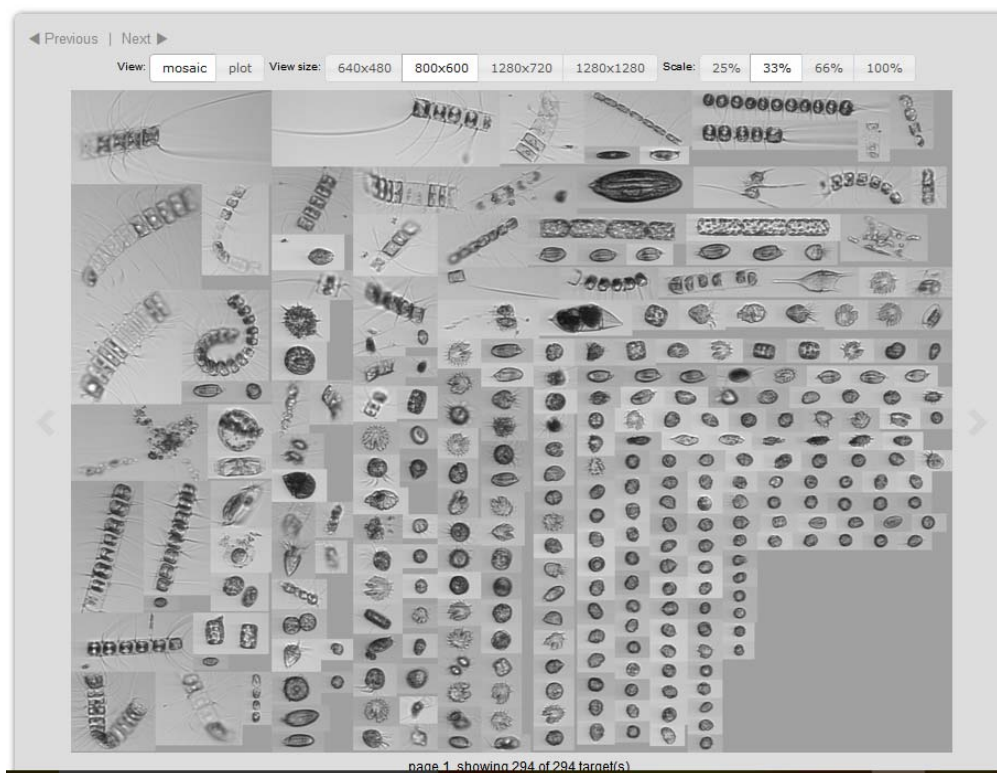 ◀ Previous | Next ▶
View: mosaic plot View size: 640x480 800x600 1280x720 1280x1280 Scale: 25% 33% 66% 100%
page 1, showing 294 of 294 target(s)